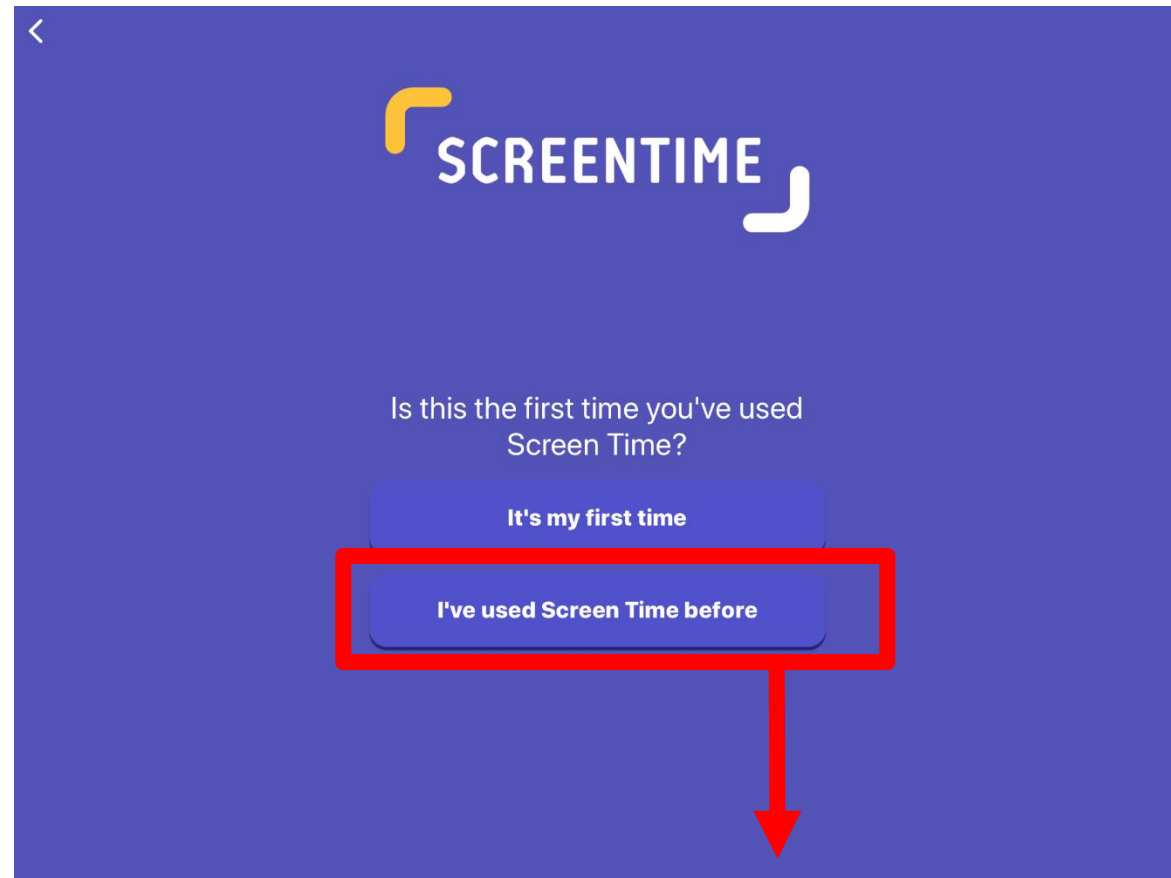 SCREENTIME
Is this the first time you've used
Screen Time?
It's my first time
I've used Screen Time before